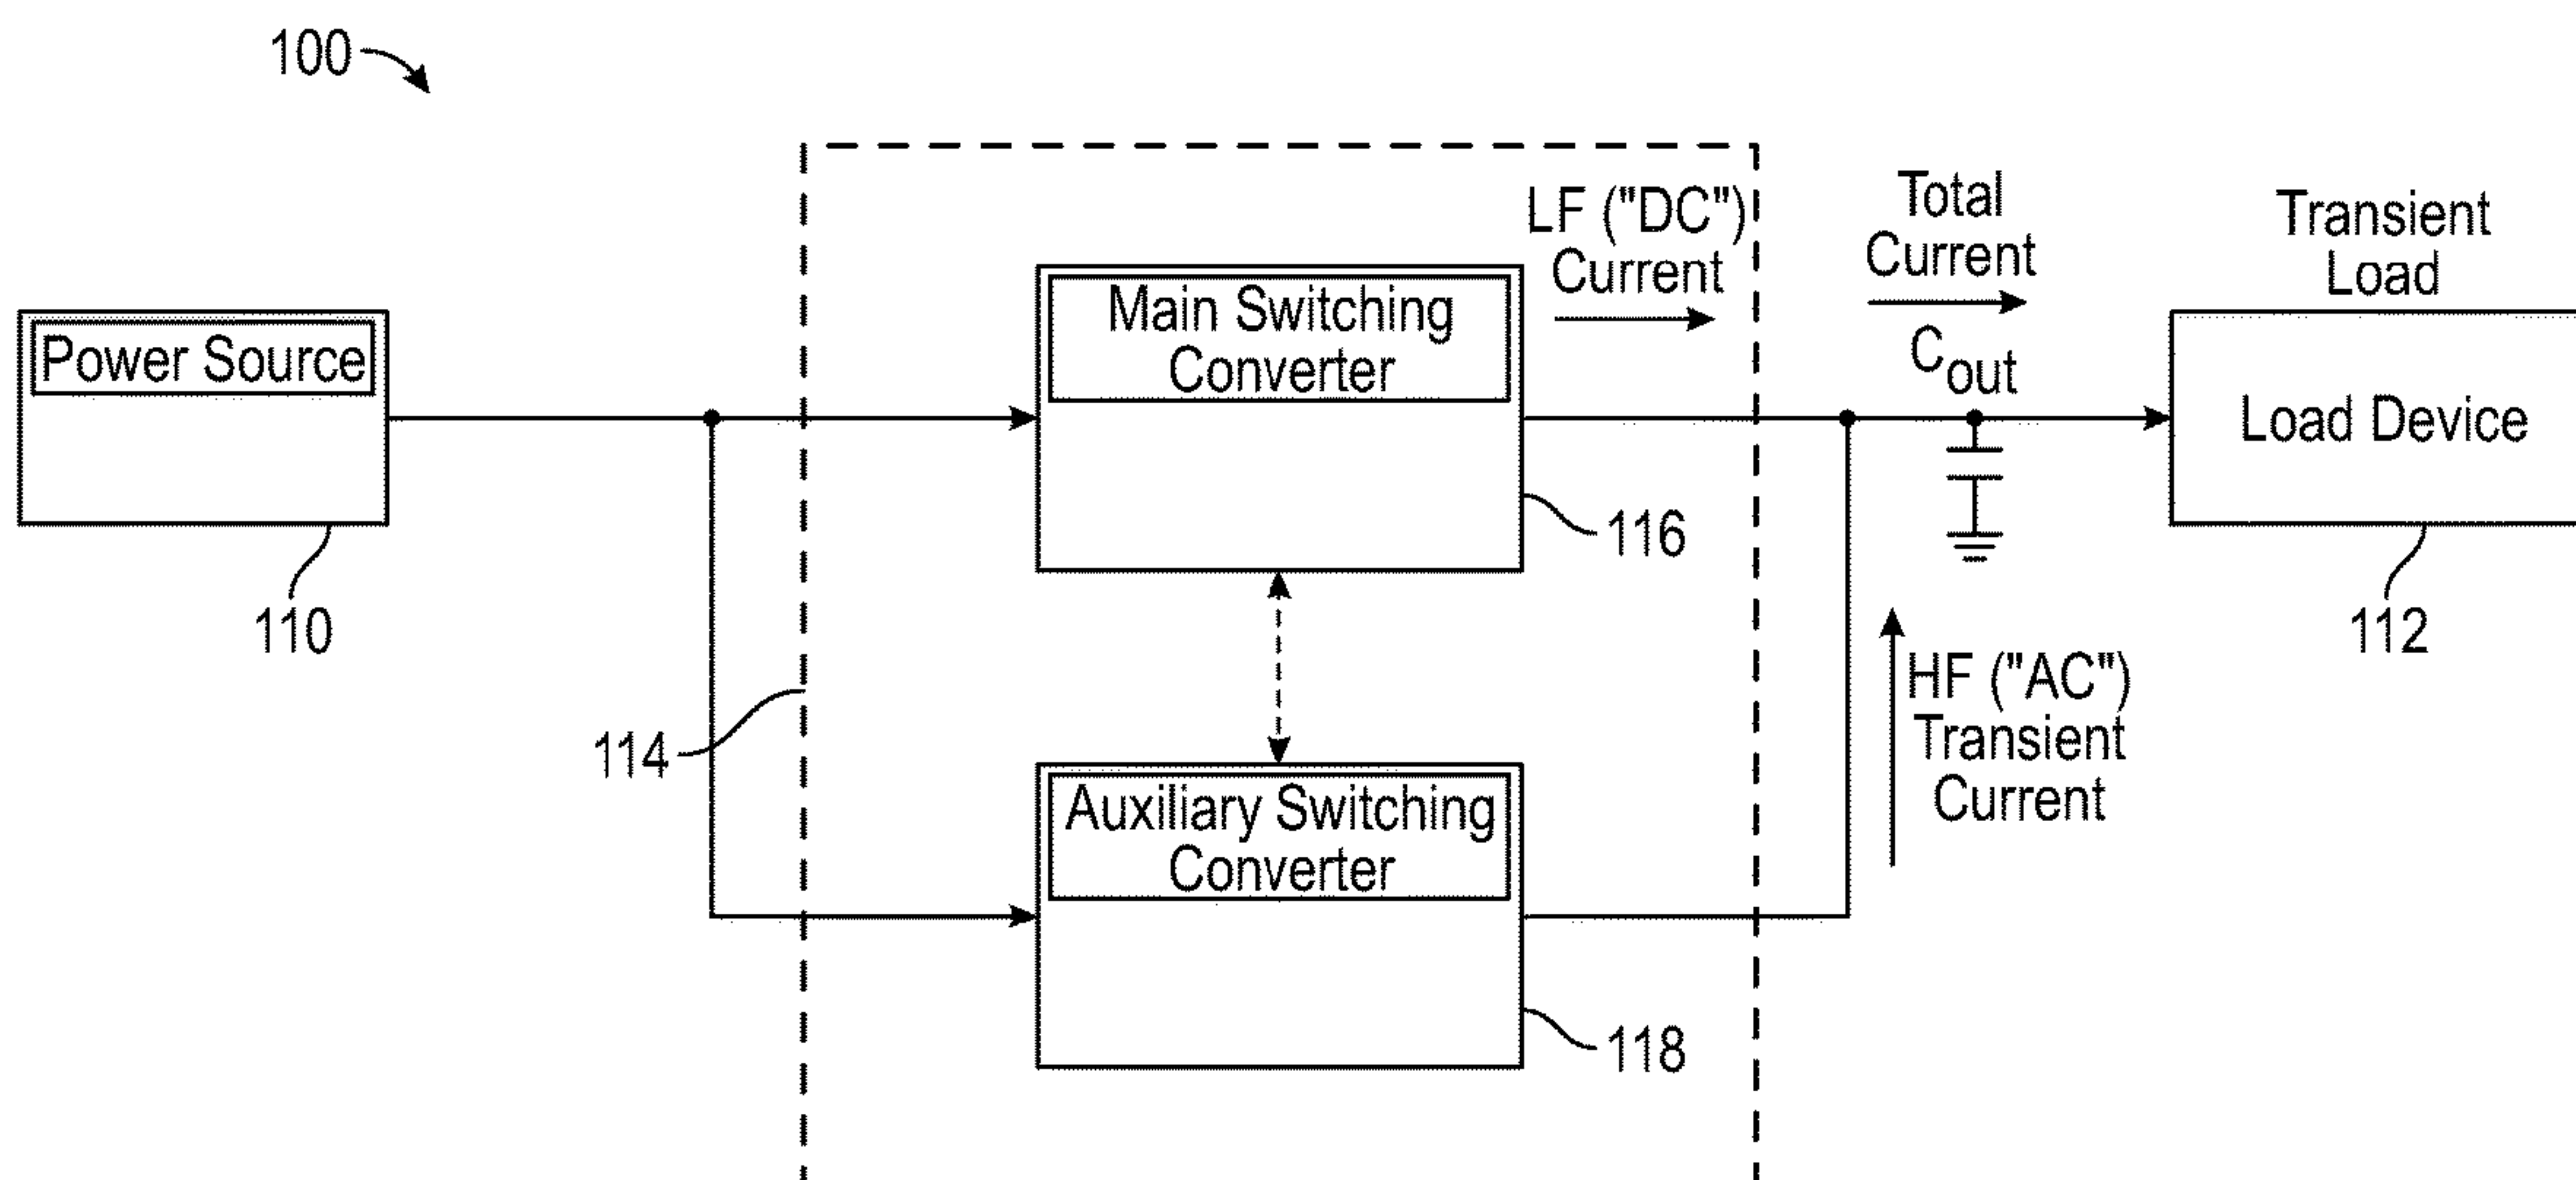 100
Power Source
110
114
Main Switching
Converter
116
LF ("DC")
Current
Auxiliary Switching
Converter
118
Total
Current
Cout
HF ("AC")
Transient
Current
Transient
Load
Load Device
112